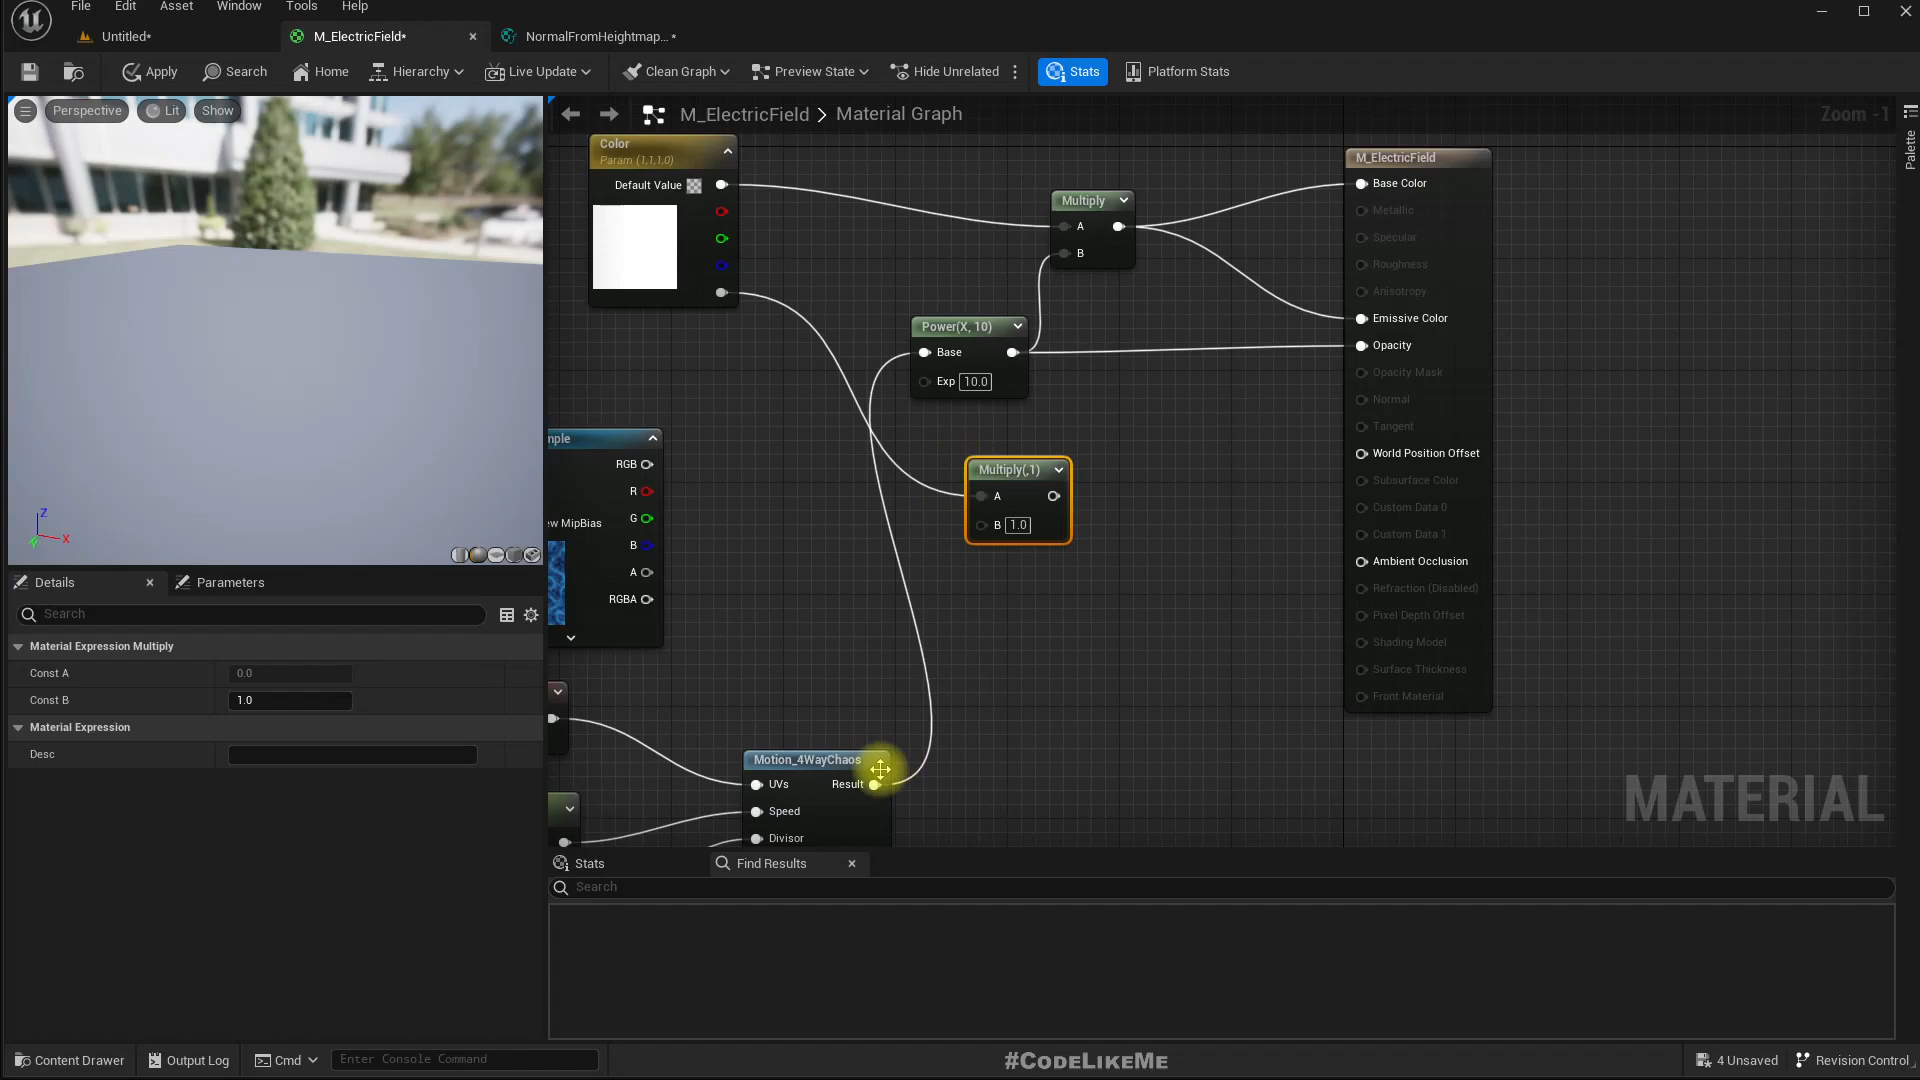 File Edit Asset Window Tools Help
Untitled* M_ElectricField* NormalFromHeightmap... *
Apply Search Home Hierarchy Live Update Clean Graph Preview State Hide Unrelated Stats Platform Stats
Perspective Lit Show
M_ElectricField > Material Graph Zoom -1
Palette
Color
Param (1,1,1,0)
Default Value
Multiply
A
B
Power(X, 10)
Base
Exp 10.0
Multiply(,1)
A
B 1.0
mple
RGB
R
G
ew MipBias
B
A
RGBA
Motion_4WayChaos
UVs Result
Speed
Divisor
M_ElectricField
Base Color
Metallic
Specular
Roughness
Anisotropy
Emissive Color
Opacity
Opacity Mask
Normal
Tangent
World Position Offset
Subsurface Color
Custom Data 0
Custom Data 1
Ambient Occlusion
Refraction (Disabled)
Pixel Depth Offset
Shading Model
Surface Thickness
Front Material
MATERIAL
Z
X
Y
Details Parameters
Search
Material Expression Multiply
Const A 0.0
Const B 1.0
Material Expression
Desc
Stats Find Results
Search
Content Drawer Output Log Cmd Enter Console Command #CodeLikeMe 4 Unsaved Revision Control